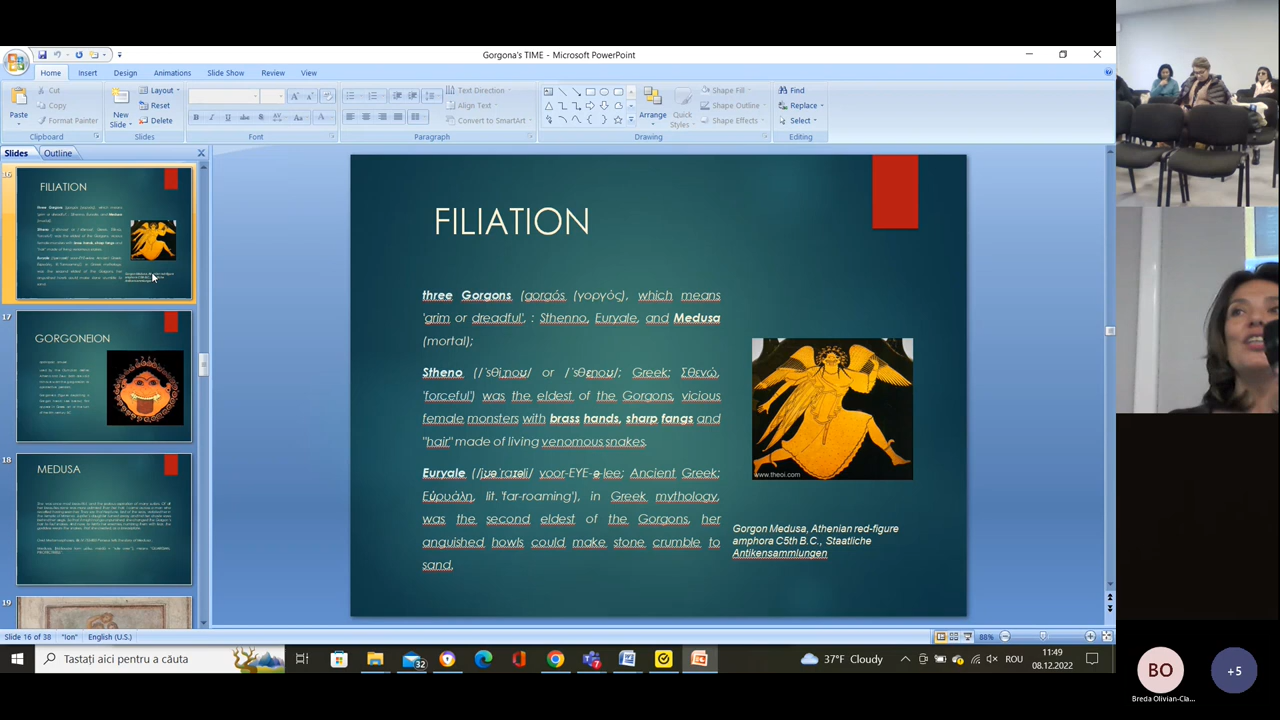 Gorgona's TIME - Microsoft PowerPoint
Home Insert Design Animations Slide Show Review View
Cut
Copy
Format Painter
Paste
Clipboard
New
Slide
Layout
Reset
Delete
Slides
Font
Paragraph
Text Direction
Align Text
Convert to SmartArt
Drawing
Arrange
Quick
Styles
Shape Fill
Shape Outline
Shape Effects
Find
Replace
Select
Editing
Slides Outline
16
FILIATION
17
GORGONEION
18
MEDUSA
19
FILIATION
three Gorgons (gorgós (γοργός), which means
'grim or dreadful', : Sthenno, Euryale, and Medusa
(mortal);
Stheno (/ˈsθiːnoʊ/ or /ˈsθɛnoʊ/; Greek: Σθενώ,
'forceful') was the eldest of the Gorgons, vicious
female monsters with brass hands, sharp fangs and
"hair" made of living venomous snakes.
Euryale (/jʊəˈraɪəli/ yoor-EYE-ə-lee; Ancient Greek:
Εὐρυάλη, lit. 'far-roaming'), in Greek mythology,
was the second eldest of the Gorgons, her
anguished howls could make stone crumble to
sand.
www.theoi.com
Gorgon Medusa, Athenian red-figure
amphora C5th B.C., Staatliche
Antikensammlungen
Slide 16 of 38 "Ion" English (U.S.) 88%
Tastați aici pentru a căuta
32
37°F Cloudy
ROU
11:49
08.12.2022
BO
Breda Olivian-Cla...
+5